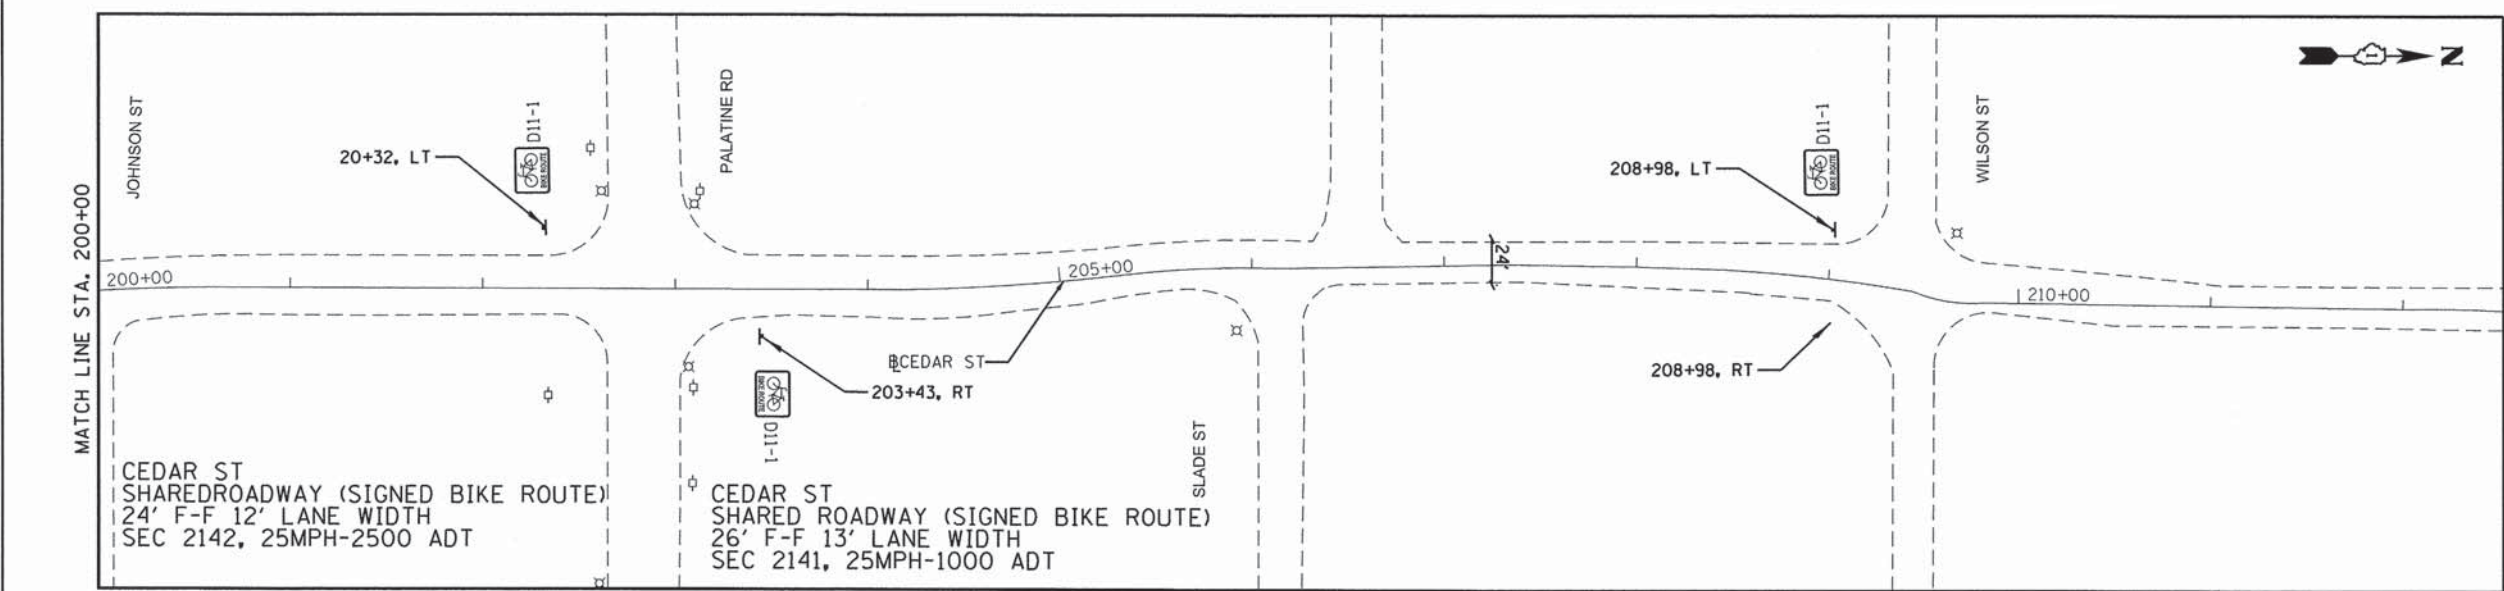 MATCH LINE STA. 200+00
JOHNSON ST
20+32, LT
BIKE ROUTE
D11-1
PALATINE RD
208+98, LT
BIKE ROUTE
D11-1
WILSON ST
N
200+00
205+00
24'
210+00
BLCEDAR ST
203+43, RT
BIKE ROUTE
D11-1
208+98, RT
SLADE ST
CEDAR ST
SHAREDROADWAY (SIGNED BIKE ROUTE)
24' F-F 12' LANE WIDTH
SEC 2142, 25MPH-2500 ADT
CEDAR ST
SHARED ROADWAY (SIGNED BIKE ROUTE)
26' F-F 13' LANE WIDTH
SEC 2141, 25MPH-1000 ADT